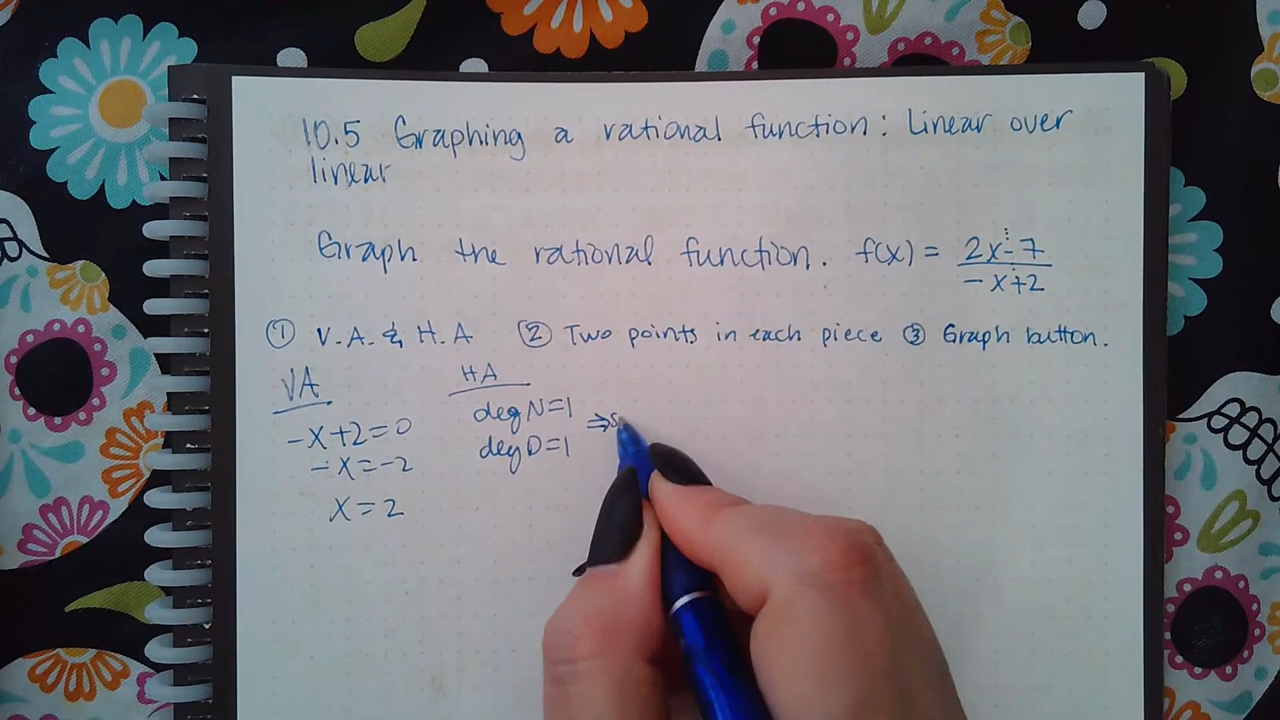 10.5 Graphing a rational function: Linear over
linear
Graph the rational function. f(x) = 2x-7
-x+2
① V.A. & H.A ② Two points in each piece ③ Graph button.
VA
-x+2=0
-x=-2
x=2
HA
deg N=1
deg D=1 ⇒s